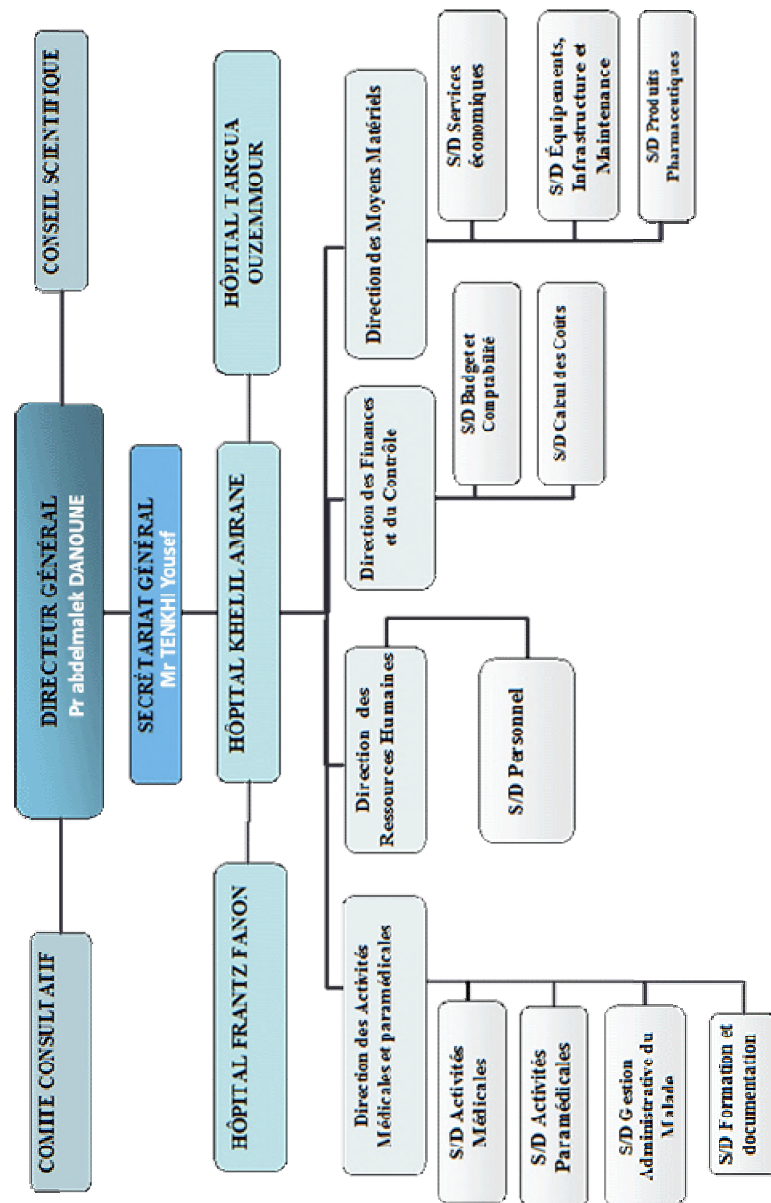 COMITE CONSULTATIF
DIRECTEUR GÉNÉRAL
Pr abdelmalek DANOUNE
CONSEIL SCIENTIFIQUE
SECRÉTARIAT GÉNÉRAL
Mr TENKHI Yousef
HÔPITAL FRANTZ FANON
HÔPITAL KHELIL AMRANE
HÔPITAL TARGUA
OUZEMMOUR
Direction des Activités
Médicales et paramédicales
Direction des
Ressources Humaines
Direction des Finances
et du Contrôle
Direction des Moyens Matériels
S/D Activités
Médicales
S/D Activités
Paramédicales
S/D Gestion
Administrative du
Malade
S/D Formation et
documentation
S/D Personnel
S/D Budget et
Comptabilité
S/D Calcul des Coûts
S/D Services
économiques
S/D Équipements,
Infrastructure et
Maintenance
S/D Produits
Pharmaceutiques